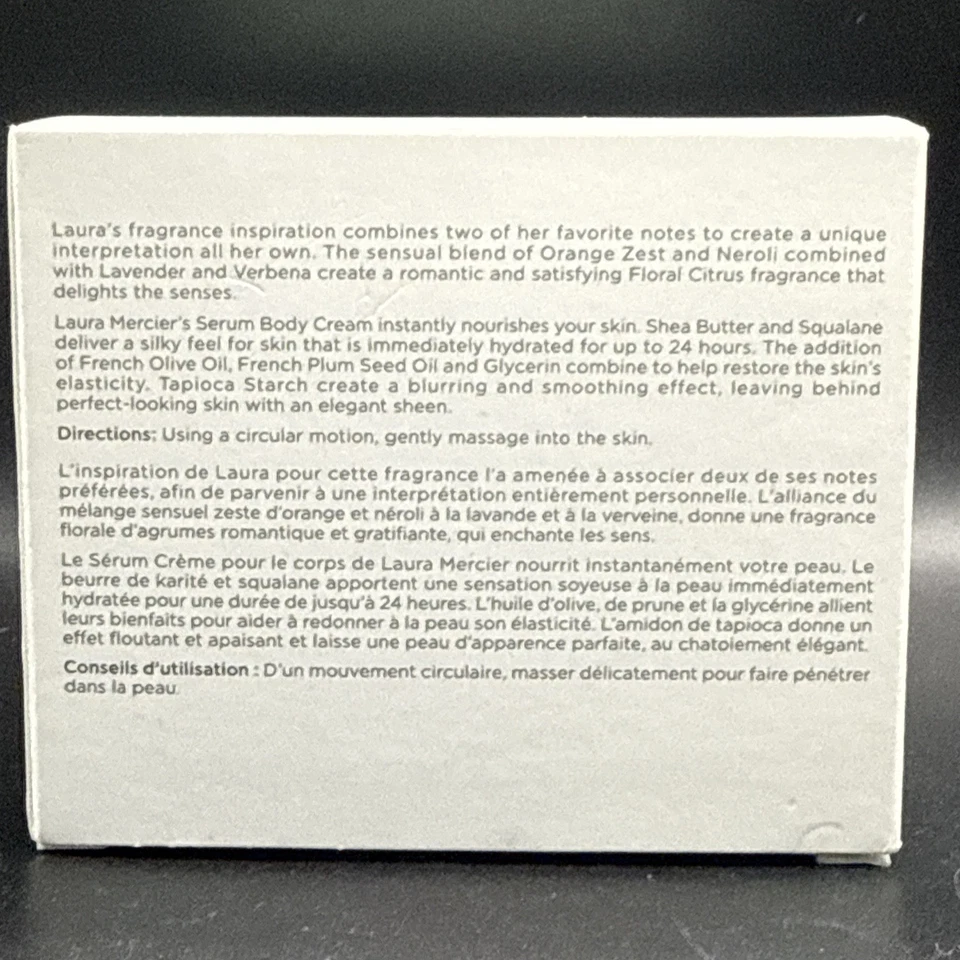 Laura's fragrance inspiration combines two of her favorite notes to create a unique
interpretation all her own. The sensual blend of Orange Zest and Neroli combined
with Lavender and Verbena create a romantic and satisfying Floral Citrus fragrance that
delights the senses.
Laura Mercier's Serum Body Cream instantly nourishes your skin. Shea Butter and Squalane
deliver a silky feel for skin that is immediately hydrated for up to 24 hours. The addition
of French Olive Oil, French Plum Seed Oil and Glycerin combine to help restore the skin's
elasticity. Tapioca Starch create a blurring and smoothing effect, leaving behind
perfect-looking skin with an elegant sheen.
Directions: Using a circular motion, gently massage into the skin.
L'inspiration de Laura pour cette fragrance l'a amenée à associer deux de ses notes
préférées, afin de parvenir à une interprétation entièrement personnelle. L'alliance du
mélange sensuel zeste d'orange et néroli à la lavande et à la verveine, donne une fragrance
florale d'agrumes romantique et gratifiante, qui enchante les sens.
Le Sérum Crème pour le corps de Laura Mercier nourrit instantanément votre peau. Le
beurre de karité et squalane apportent une sensation soyeuse à la peau immédiatement
hydratée pour une durée de jusqu'à 24 heures. L'huile d'olive, de prune et la glycérine allient
leurs bienfaits pour aider à redonner à la peau son élasticité. L'amidon de tapioca donne un
effet floutant et apaisant et laisse une peau d'apparence parfaite, au chatoiement élégant.
Conseils d'utilisation : D'un mouvement circulaire, masser délicatement pour faire pénétrer
dans la peau.